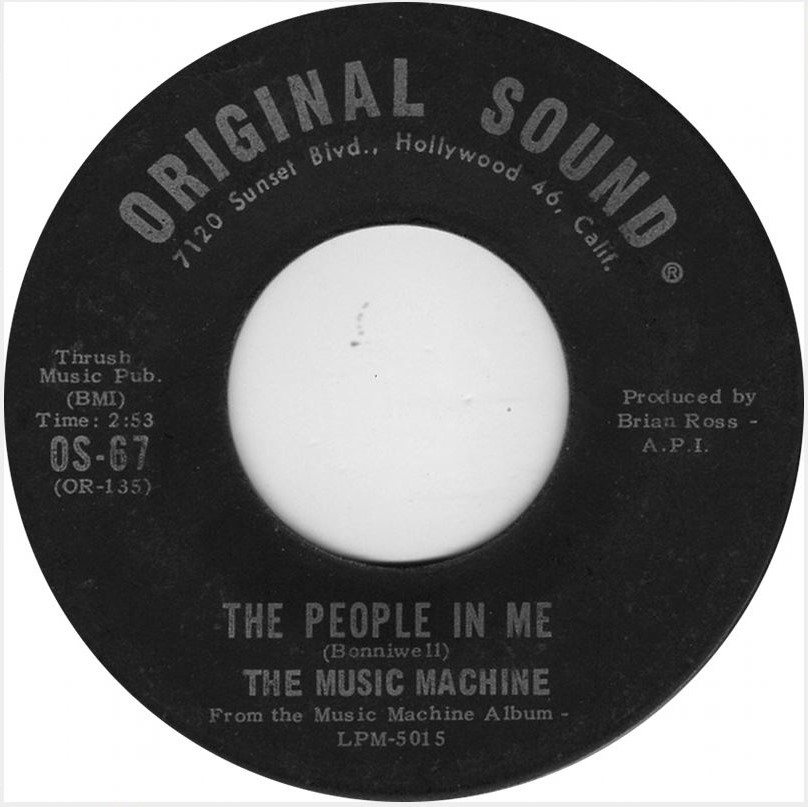 ORIGINAL SOUND
7120 Sunset Blvd., Hollywood 46, Calif.
®
Thrush
Music Pub.
(BMI)
Time: 2:53
OS-67
(OR-135)
Produced by
Brian Ross -
A.P.I.
THE PEOPLE IN ME
(Bonniwell)
THE MUSIC MACHINE
From the Music Machine Album -
LPM-5015